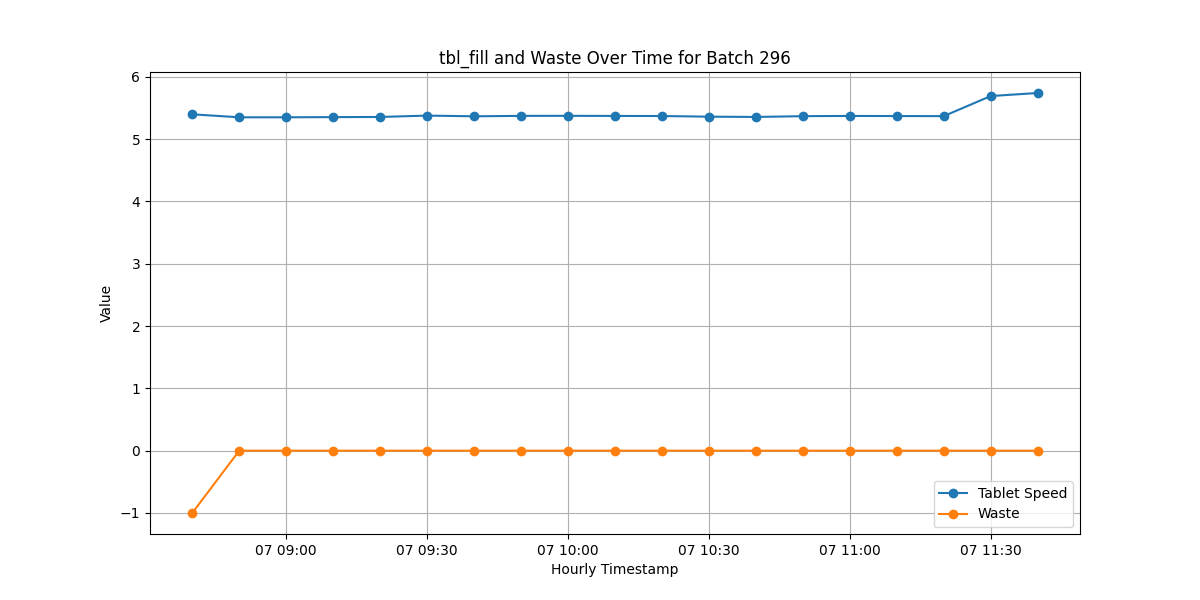 tbl_fill and Waste Over Time for Batch 296
6
5
4
3
2
1
0
−1
Value
Tablet Speed
Waste
07 09:00 07 09:30 07 10:00 07 10:30 07 11:00 07 11:30
Hourly Timestamp